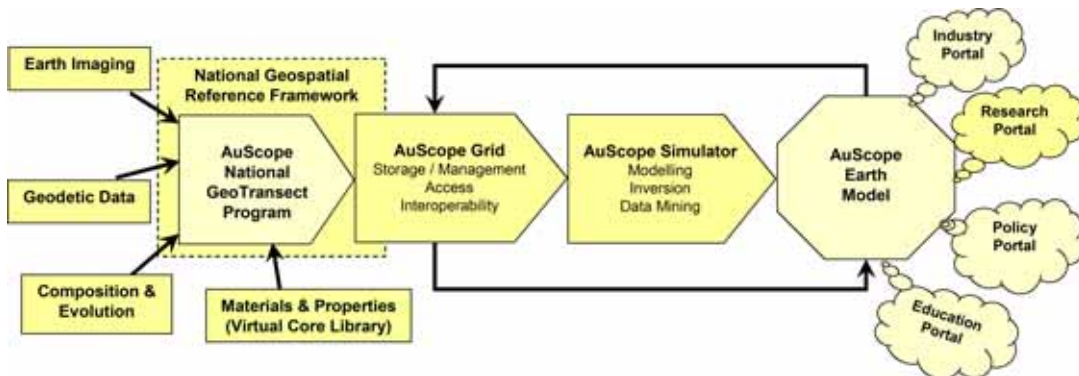 Earth Imaging
Geodetic Data
Composition &
Evolution
National Geospatial
Reference Framework
AuScope
National
GeoTransect
Program
Materials & Properties
(Virtual Core Library)
AuScope Grid
Storage / Management
Access
Interoperability
AuScope Simulator
Modelling
Inversion
Data Mining
AuScope
Earth
Model
Industry
Portal
Research
Portal
Policy
Portal
Education
Portal